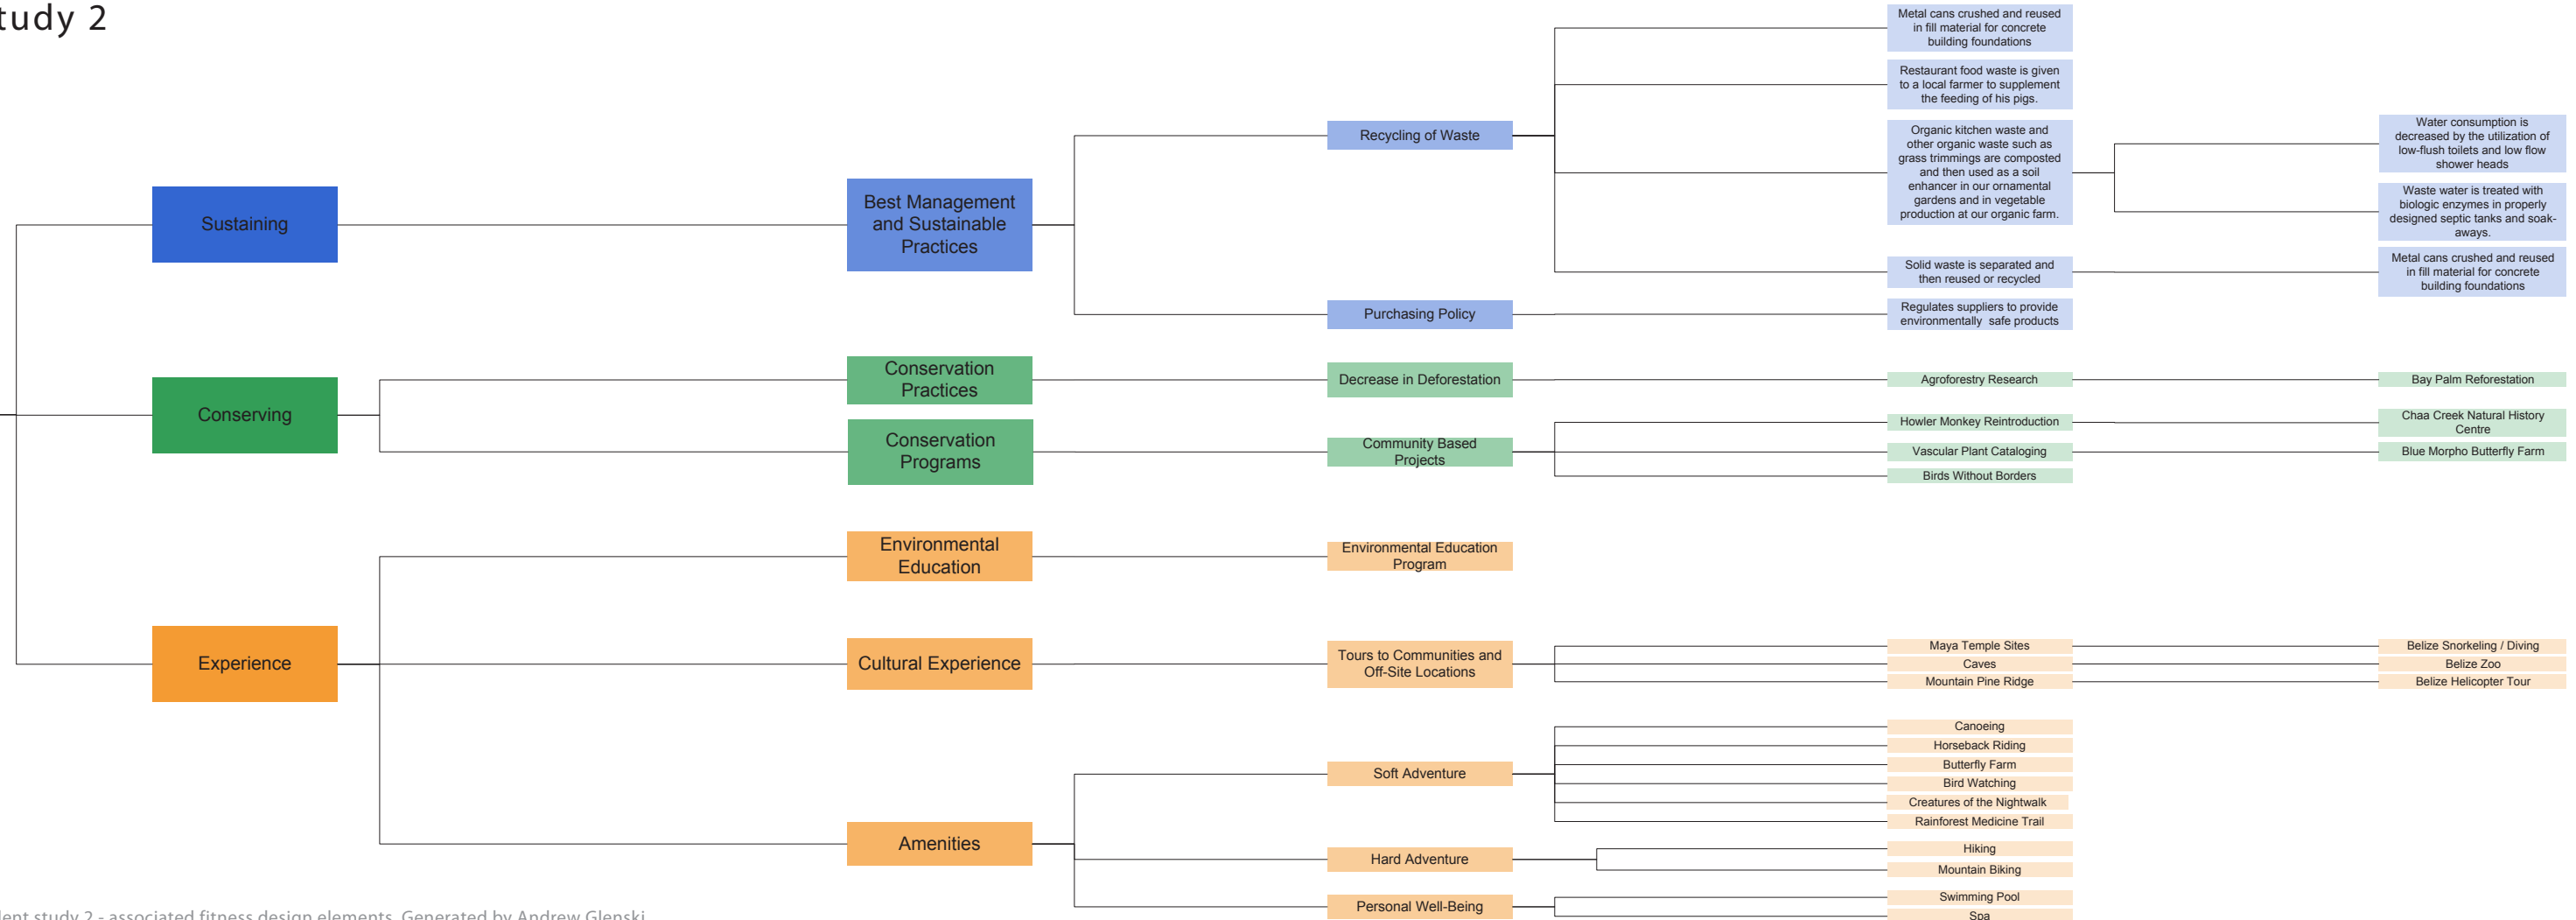 tudy 2
Sustaining
Conserving
Experience
Best Management
and Sustainable
Practices
Conservation
Practices
Conservation
Programs
Environmental
Education
Cultural Experience
Amenities
Recycling of Waste
Purchasing Policy
Decrease in Deforestation
Community Based
Projects
Environmental Education
Program
Tours to Communities and
Off-Site Locations
Soft Adventure
Hard Adventure
Personal Well-Being
Metal cans crushed and reused
in fill material for concrete
building foundations
Restaurant food waste is given
to a local farmer to supplement
the feeding of his pigs.
Organic kitchen waste and
other organic waste such as
grass trimmings are composted
and then used as a soil
enhancer in our ornamental
gardens and in vegetable
production at our organic farm.
Solid waste is separated and
then reused or recycled
Regulates suppliers to provide
environmentally safe products
Agroforestry Research
Howler Monkey Reintroduction
Vascular Plant Cataloging
Birds Without Borders
Maya Temple Sites
Caves
Mountain Pine Ridge
Canoeing
Horseback Riding
Butterfly Farm
Bird Watching
Creatures of the Nightwalk
Rainforest Medicine Trail
Hiking
Mountain Biking
Swimming Pool
Spa
Water consumption is
decreased by the utilization of
low-flush toilets and low flow
shower heads
Waste water is treated with
biologic enzymes in properly
designed septic tanks and soak-
aways.
Metal cans crushed and reused
in fill material for concrete
building foundations
Bay Palm Reforestation
Chaa Creek Natural History
Centre
Blue Morpho Butterfly Farm
Belize Snorkeling / Diving
Belize Zoo
Belize Helicopter Tour
dent study 2 - associated fitness design elements. Generated by Andrew Glenski